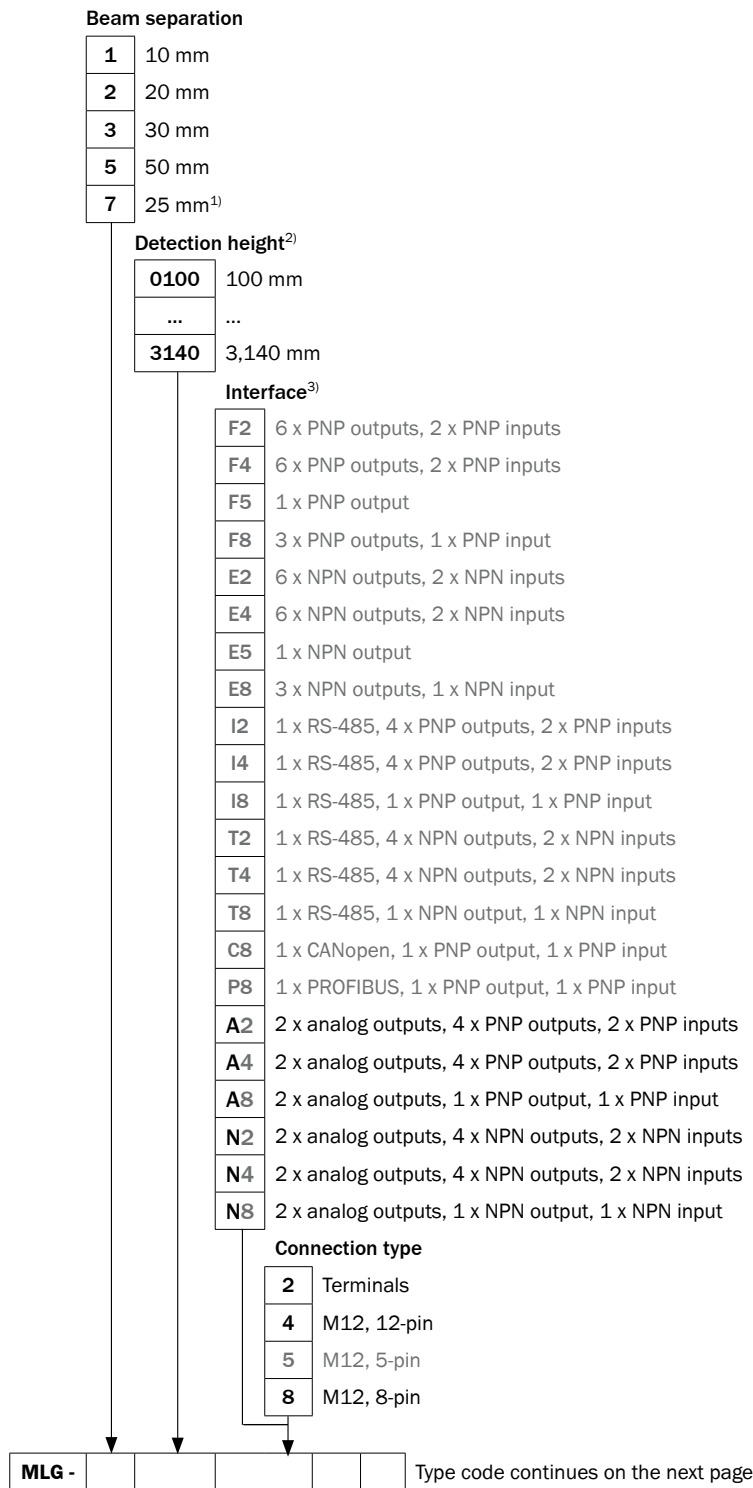 Beam separation
1 10 mm
2 20 mm
3 30 mm
5 50 mm
7 25 mm1)
Detection height2)
0100 100 mm
... ...
3140 3,140 mm
Interface3)
F2 6 x PNP outputs, 2 x PNP inputs
F4 6 x PNP outputs, 2 x PNP inputs
F5 1 x PNP output
F8 3 x PNP outputs, 1 x PNP input
E2 6 x NPN outputs, 2 x NPN inputs
E4 6 x NPN outputs, 2 x NPN inputs
E5 1 x NPN output
E8 3 x NPN outputs, 1 x NPN input
I2 1 x RS-485, 4 x PNP outputs, 2 x PNP inputs
I4 1 x RS-485, 4 x PNP outputs, 2 x PNP inputs
I8 1 x RS-485, 1 x PNP output, 1 x PNP input
T2 1 x RS-485, 4 x NPN outputs, 2 x NPN inputs
T4 1 x RS-485, 4 x NPN outputs, 2 x NPN inputs
T8 1 x RS-485, 1 x NPN output, 1 x NPN input
C8 1 x CANopen, 1 x PNP output, 1 x PNP input
P8 1 x PROFIBUS, 1 x PNP output, 1 x PNP input
A2 2 x analog outputs, 4 x PNP outputs, 2 x PNP inputs
A4 2 x analog outputs, 4 x PNP outputs, 2 x PNP inputs
A8 2 x analog outputs, 1 x PNP output, 1 x PNP input
N2 2 x analog outputs, 4 x NPN outputs, 2 x NPN inputs
N4 2 x analog outputs, 4 x NPN outputs, 2 x NPN inputs
N8 2 x analog outputs, 1 x NPN output, 1 x NPN input
Connection type
2 Terminals
4 M12, 12-pin
5 M12, 5-pin
8 M12, 8-pin
MLG - Type code continues on the next page